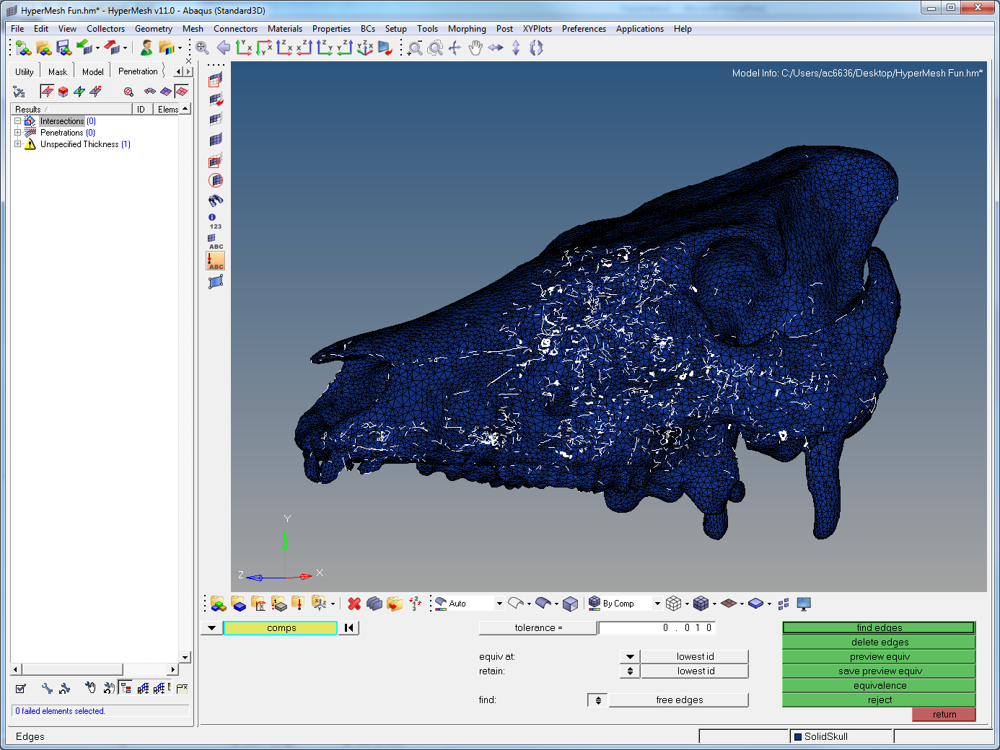 HyperMesh Fun.hm* - HyperMesh v11.0 - Abaqus (Standard3D)
File Edit View Collectors Geometry Mesh Connectors Materials Properties BCs Setup Tools Morphing Post XYPlots Preferences Applications Help
Utility Mask Model Penetration
Model Info: C:/Users/ac6636/Desktop/HyperMesh Fun.hm*
Results ID Elems
Intersections (0)
Penetrations (0)
Unspecified Thickness (1)
123
ABC
ABC
Y
Z X
Auto By Comp
comps tolerance = 0.010 find edges
delete edges
equiv at: lowest id preview equiv
retain: lowest id save preview equiv
equivalence
find: free edges reject
0 failed elements selected.
return
Edges SolidSkull